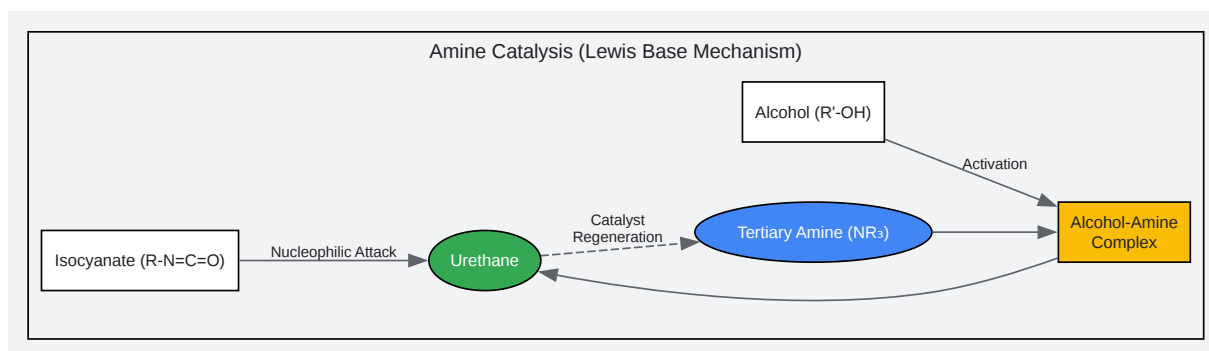 Amine Catalysis (Lewis Base Mechanism)
Alcohol (R'-OH)
Activation
Isocyanate (R-N=C=O)
Nucleophilic Attack
Urethane
Catalyst
Regeneration
Tertiary Amine (NR₃)
Alcohol-Amine
Complex